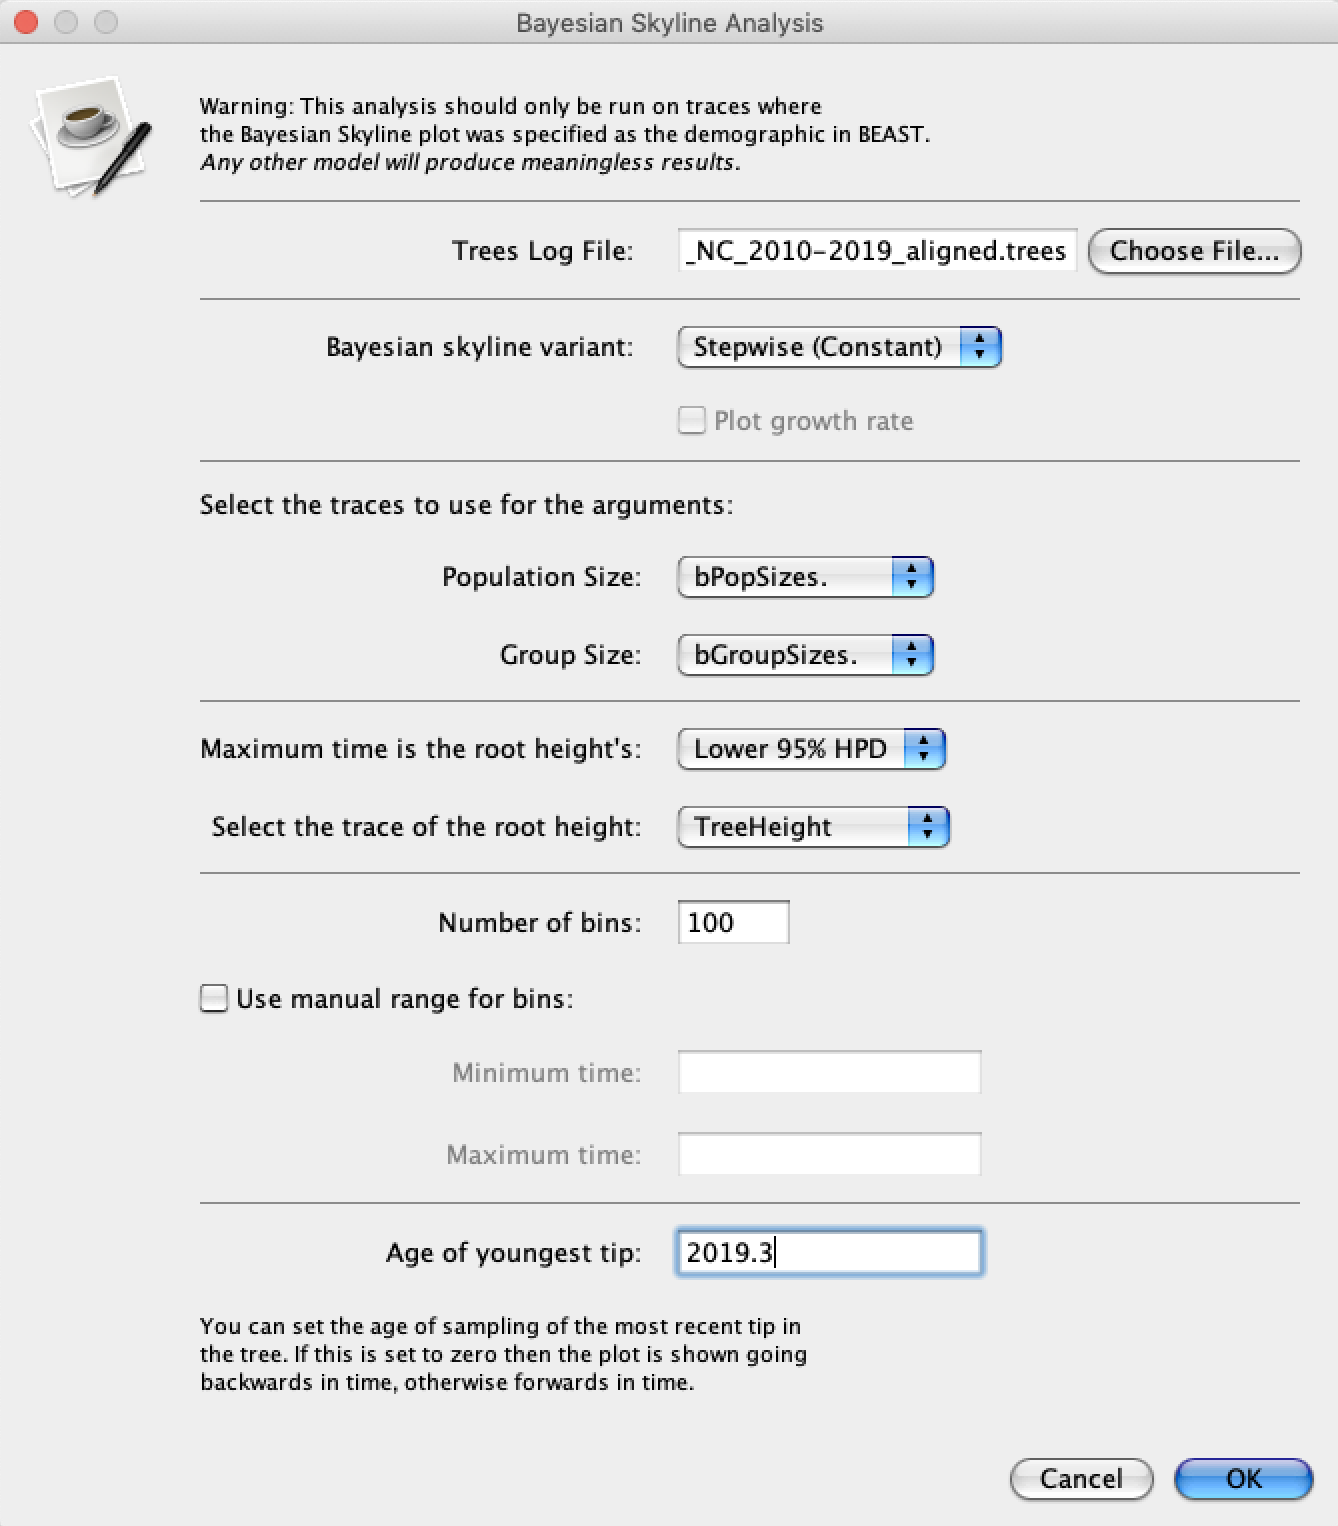 Bayesian Skyline Analysis
Warning: This analysis should only be run on traces where
the Bayesian Skyline plot was specified as the demographic in BEAST.
Any other model will produce meaningless results.
Trees Log File: _NC_2010-2019_aligned.trees Choose File...
Bayesian skyline variant: Stepwise (Constant)
Plot growth rate
Select the traces to use for the arguments:
Population Size: bPopSizes.
Group Size: bGroupSizes.
Maximum time is the root height's: Lower 95% HPD
Select the trace of the root height: TreeHeight
Number of bins: 100
Use manual range for bins:
Minimum time:
Maximum time:
Age of youngest tip: 2019.3
You can set the age of sampling of the most recent tip in
the tree. If this is set to zero then the plot is shown going
backwards in time, otherwise forwards in time.
Cancel OK